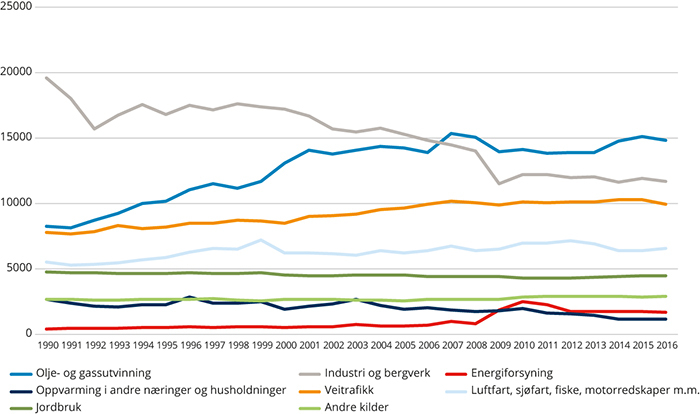 25000
20000
15000
10000
5000
0
1990 1991 1992 1993 1994 1995 1996 1997 1998 1999 2000 2001 2002 2003 2004 2005 2006 2007 2008 2009 2010 2011 2012 2013 2014 2015 2016
Olje- og gassutvinning Industri og bergverk Energiforsyning
Oppvarming i andre næringer og husholdninger Veitrafikk Luftfart, sjøfart, fiske, motorredskaper m.m.
Jordbruk Andre kilder